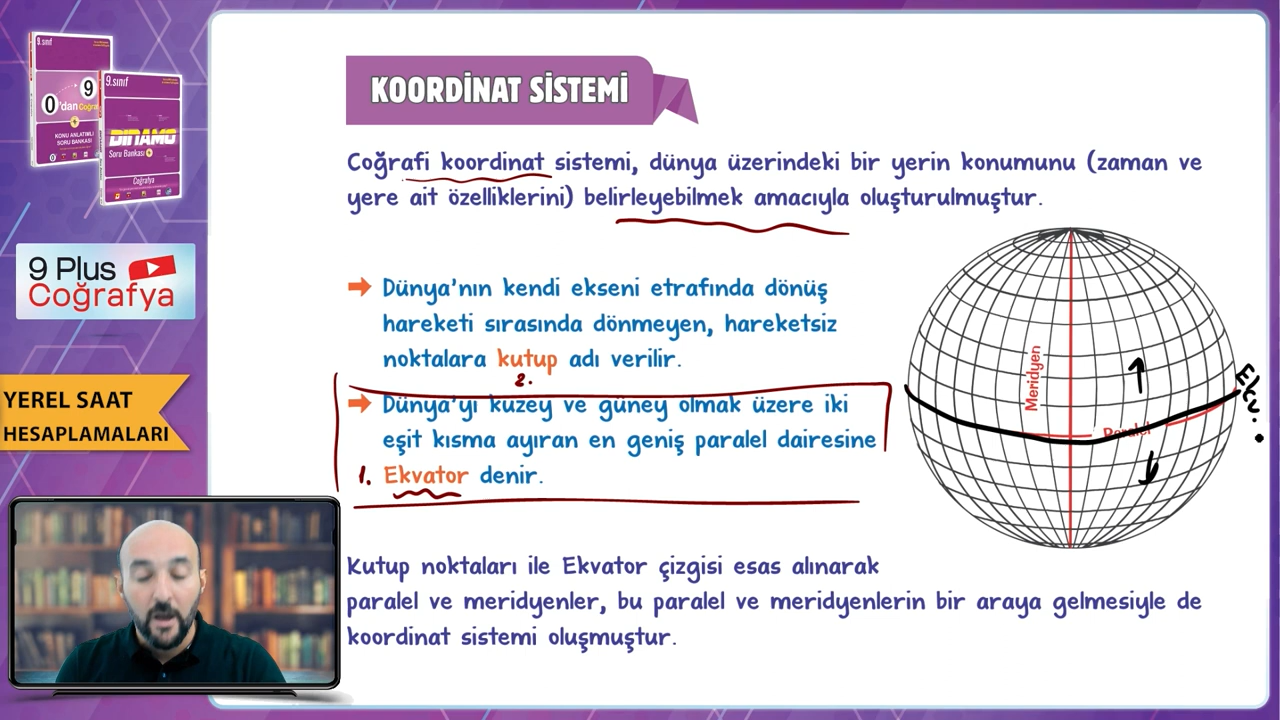 9.sınıf
9
0'dan Coğrafya
KONU ANLATIMLI
SORU BANKASI
9.sınıf
DINAMO
Soru Bankası
Coğrafya
9 Plus
Coğrafya
YEREL SAAT
HESAPLAMALARI
KOORDİNAT SİSTEMİ
Coğrafi koordinat sistemi, dünya üzerindeki bir yerin konumunu (zaman ve
yere ait özelliklerini) belirleyebilmek amacıyla oluşturulmuştur.
Dünya'nın kendi ekseni etrafında dönüş
hareketi sırasında dönmeyen, hareketsiz
noktalara kutup adı verilir.
2.
Dünya'yı kuzey ve güney olmak üzere iki
eşit kısma ayıran en geniş paralel dairesine
1. Ekvator denir.
Meridyen
Paralel
Ekv.
Kutup noktaları ile Ekvator çizgisi esas alınarak
paralel ve meridyenler, bu paralel ve meridyenlerin bir araya gelmesiyle de
koordinat sistemi oluşmuştur.